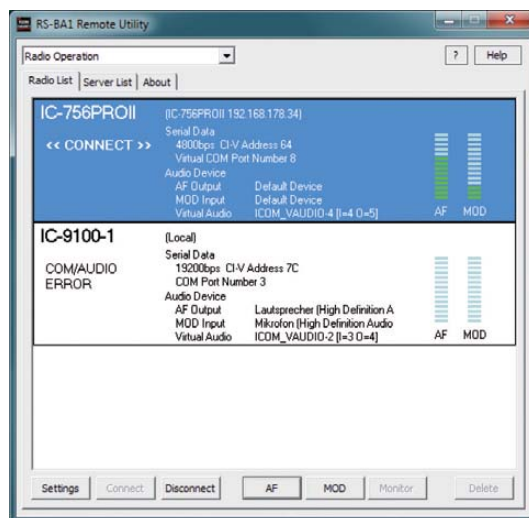 RS-BA1 Remote Utility
Radio Operation
? Help
Radio List Server List About
IC-756PROII (IC-756PROII 192.168.178.34)
<< CONNECT >>
Serial Data
4800bps CI-V Address 64
Virtual COM Port Number 8
Audio Device
AF Output Default Device
MOD Input Default Device
Virtual Audio ICOM_VAUDIO-4 [I=4 O=5]
AF MOD
IC-9100-1 (Local)
COM/AUDIO
ERROR
Serial Data
19200bps CI-V Address 7C
COM Port Number 3
Audio Device
AF Output Lautsprecher (High Definition A
MOD Input Mikrofon (High Definition Audio
Virtual Audio ICOM_VAUDIO-2 [I=3 O=4]
AF MOD
Settings Connect Disconnect AF MOD Monitor Delete